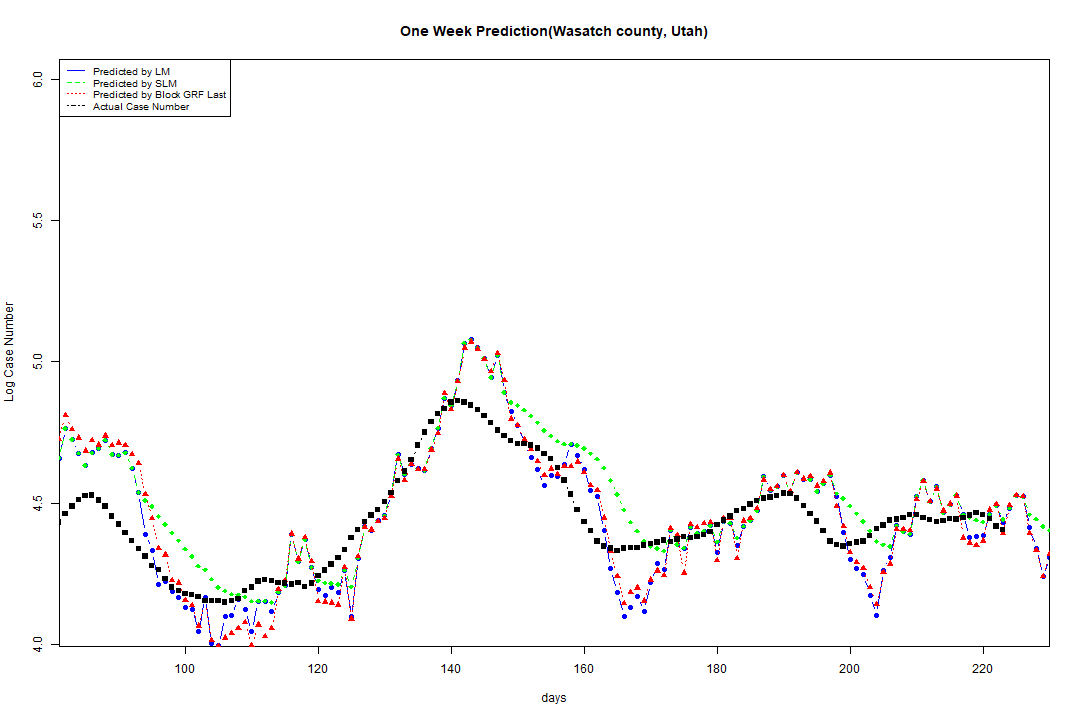 One Week Prediction(Wasatch county, Utah)
Predicted by LM
Predicted by SLM
Predicted by Block GRF Last
Actual Case Number
Log Case Number
6.0
5.5
5.0
4.5
4.0
100 120 140 160 180 200 220
days